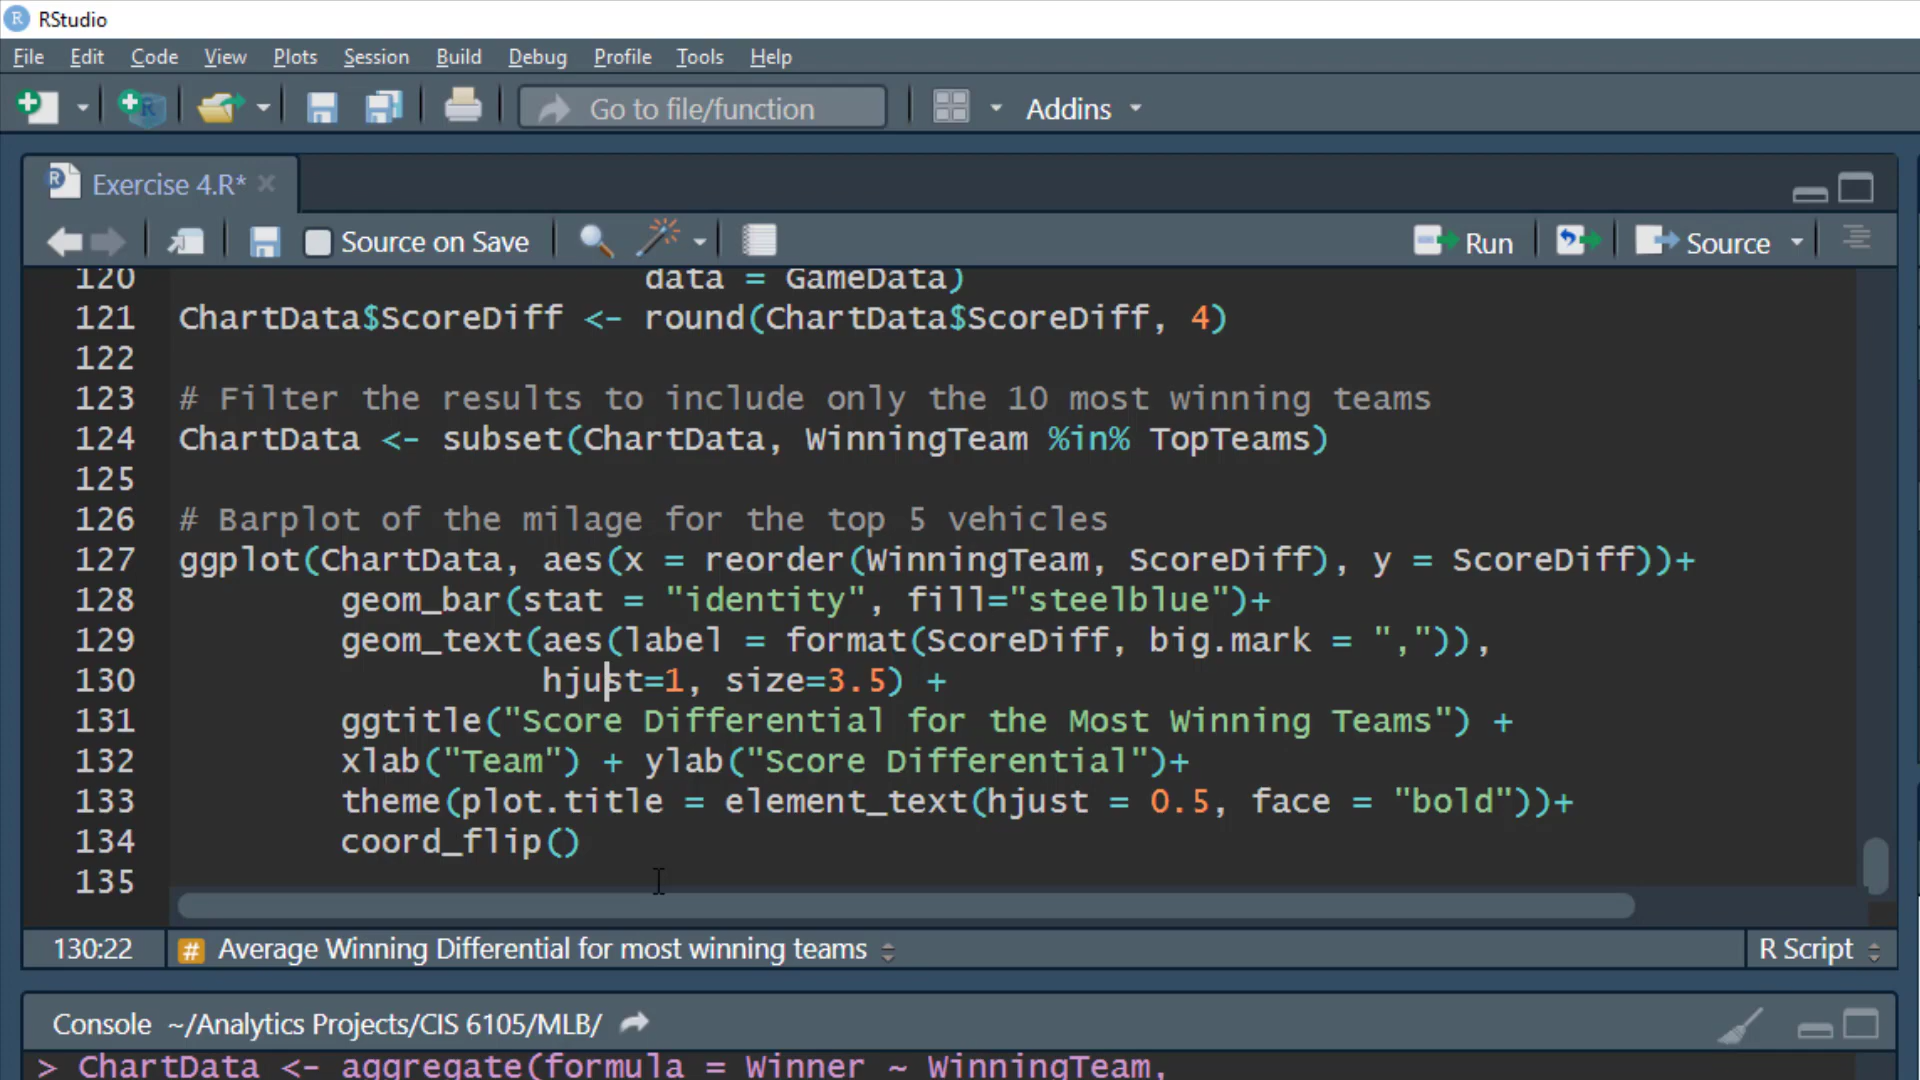 RStudio
File Edit Code View Plots Session Build Debug Profile Tools Help
Go to file/function Addins
Exercise 4.R*
Source on Save Run Source
120 data = GameData)
121 ChartData$ScoreDiff <- round(ChartData$ScoreDiff, 4)
122
123 # Filter the results to include only the 10 most winning teams
124 ChartData <- subset(ChartData, WinningTeam %in% TopTeams)
125
126 # Barplot of the milage for the top 5 vehicles
127 ggplot(ChartData, aes(x = reorder(WinningTeam, ScoreDiff), y = ScoreDiff))+
128 geom_bar(stat = "identity", fill="steelblue")+
129 geom_text(aes(label = format(ScoreDiff, big.mark = ",")),
130 hjust=1, size=3.5) +
131 ggtitle("Score Differential for the Most Winning Teams") +
132 xlab("Team") + ylab("Score Differential")+
133 theme(plot.title = element_text(hjust = 0.5, face = "bold"))+
134 coord_flip()
135
130:22 # Average Winning Differential for most winning teams R Script
Console ~/Analytics Projects/CIS 6105/MLB/
> ChartData <- aggregate(formula = Winner ~ WinningTeam,